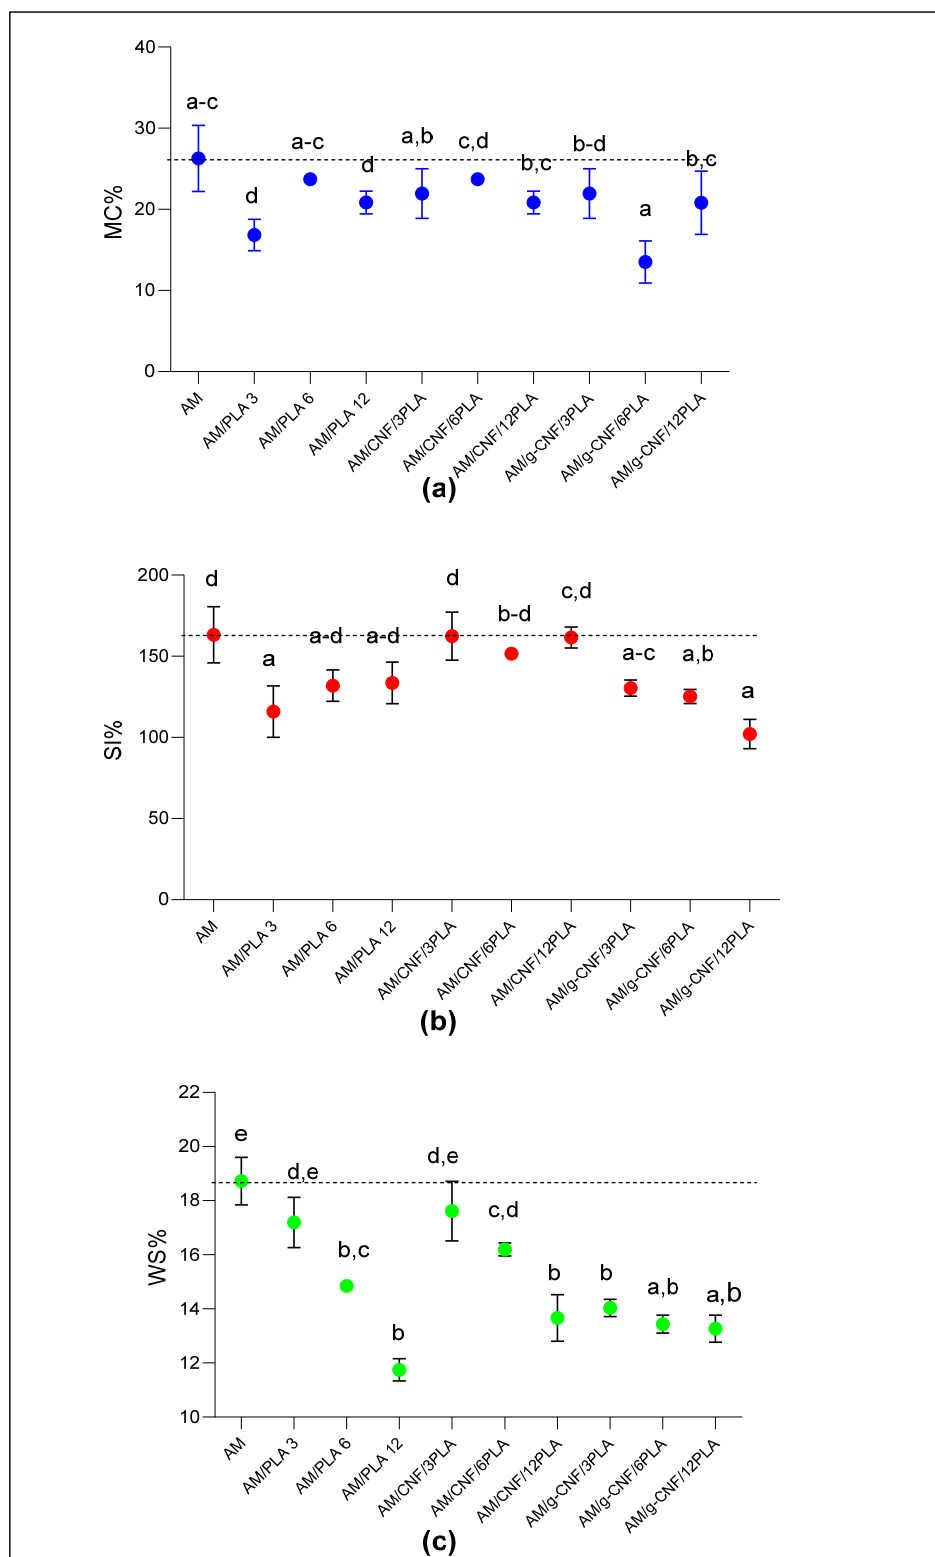 40
a-c
a,b
c,d
30
a-c
b-d
d
b,c
b,c
d
20
a
MC%
10
0
AM
AM/PLA 3
AM/PLA 6
AM/PLA 12
AM/CNF/3PLA
AM/CNF/6PLA
AM/CNF/12PLA
AM/g-CNF/3PLA
AM/g-CNF/6PLA
AM/g-CNF/12PLA
(a)
200
d
d
c,d
b-d
a-d
a-d
150
a
a-c
a,b
a
SI%
100
50
0
AM
AM/PLA 3
AM/PLA 6
AM/PLA 12
AM/CNF/3PLA
AM/CNF/6PLA
AM/CNF/12PLA
AM/g-CNF/3PLA
AM/g-CNF/6PLA
AM/g-CNF/12PLA
(b)
22
e
20
d,e
d,e
18
c,d
b,c
16
WS%
b
b
a,b
a,b
14
b
12
10
AM
AM/PLA 3
AM/PLA 6
AM/PLA 12
AM/CNF/3PLA
AM/CNF/6PLA
AM/CNF/12PLA
AM/g-CNF/3PLA
AM/g-CNF/6PLA
AM/g-CNF/12PLA
(c)